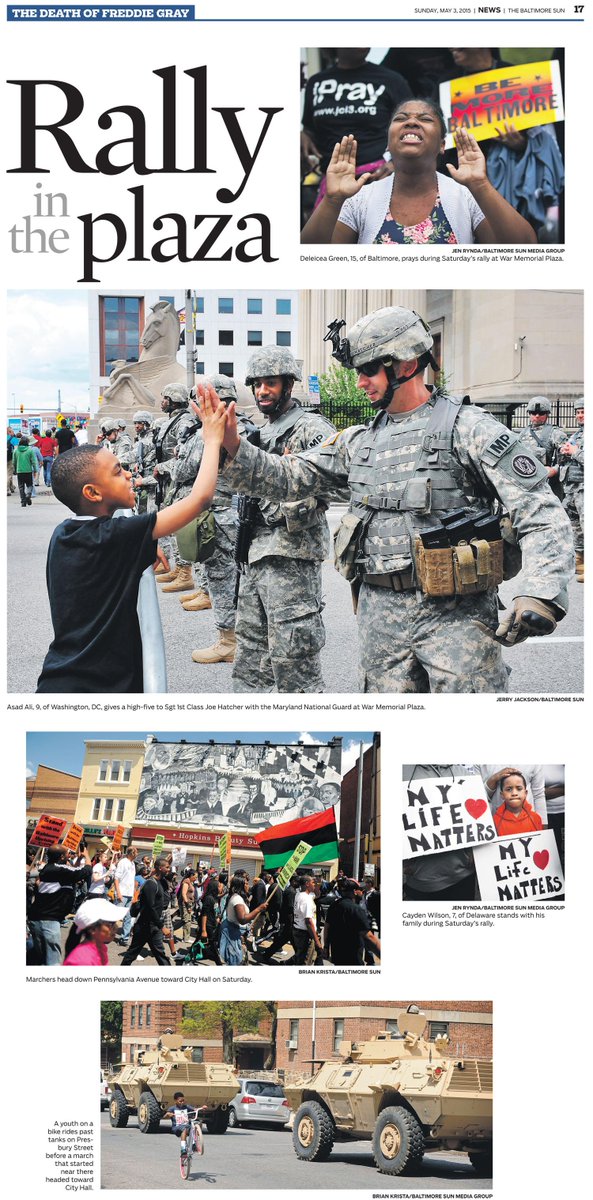 THE DEATH OF FREDDIE GRAY
SUNDAY, MAY 3, 2015 | NEWS | THE BALTIMORE SUN 17
Rally
in the plaza
iPray
www.jci3.org
BE
MORE
BALTIMORE
JEN RYNDA/BALTIMORE SUN MEDIA GROUP
Deleicea Green, 15, of Baltimore, prays during Saturday's rally at War Memorial Plaza.
MP
JERRY JACKSON/BALTIMORE SUN
Asad Ali, 9, of Washington, DC, gives a high-five to Sgt 1st Class Joe Hatcher with the Maryland National Guard at War Memorial Plaza.
HOPKINS BEAUTY
BRIAN KRISTA/BALTIMORE SUN
Marchers head down Pennsylvania Avenue toward City Hall on Saturday.
MY
LIFE
MATTERS
MY
LIFE
MATTERS
JEN RYNDA/BALTIMORE SUN MEDIA GROUP
Cayden Wilson, 7, of Delaware stands with his
family during Saturday's rally.
A youth on a
bike rides past
tanks on Pres-
bury Street
before a march
that started
near there
headed toward
City Hall.
BRIAN KRISTA/BALTIMORE SUN MEDIA GROUP